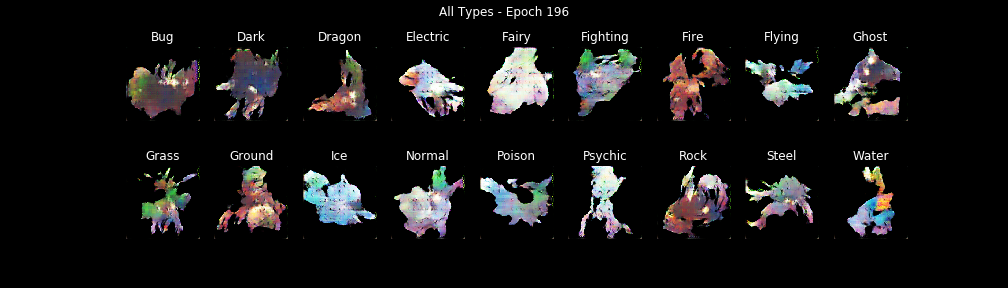 All Types - Epoch 196
Bug Dark Dragon Electric Fairy Fighting Fire Flying Ghost
Grass Ground Ice Normal Poison Psychic Rock Steel Water